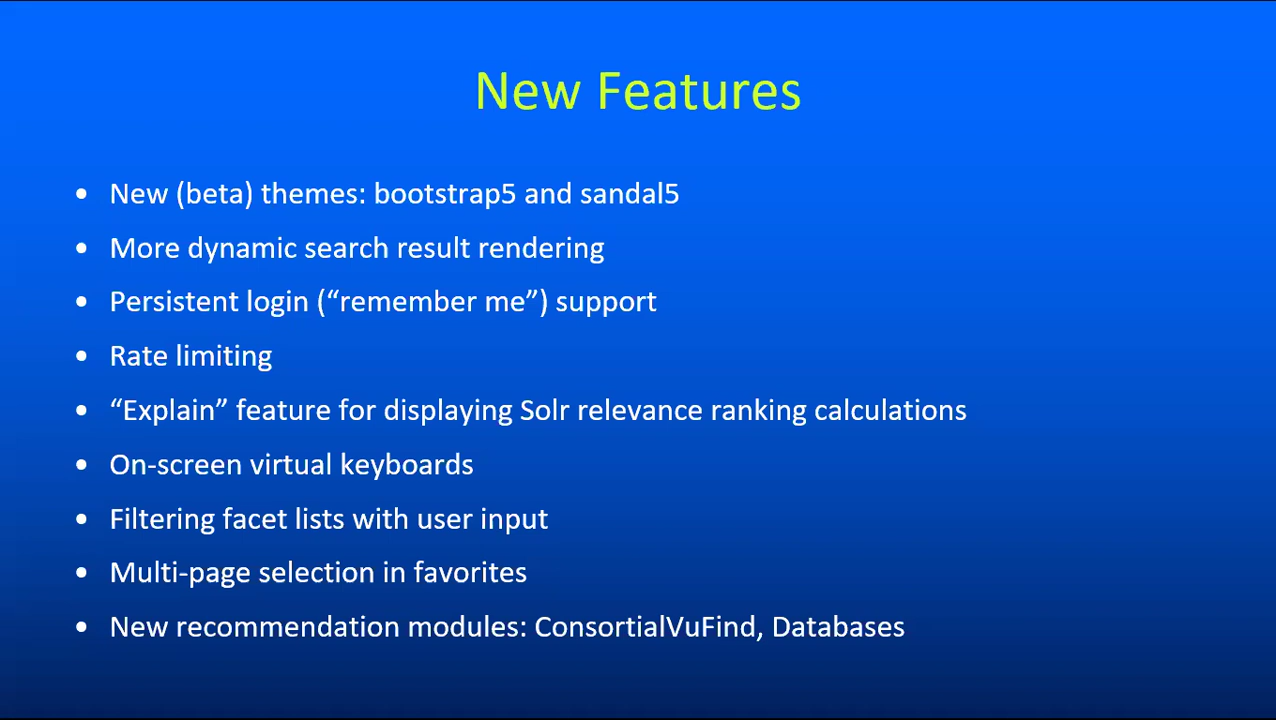 New Features
• New (beta) themes: bootstrap5 and sandal5
• More dynamic search result rendering
• Persistent login (“remember me”) support
• Rate limiting
• “Explain” feature for displaying Solr relevance ranking calculations
• On-screen virtual keyboards
• Filtering facet lists with user input
• Multi-page selection in favorites
• New recommendation modules: ConsortialVuFind, Databases